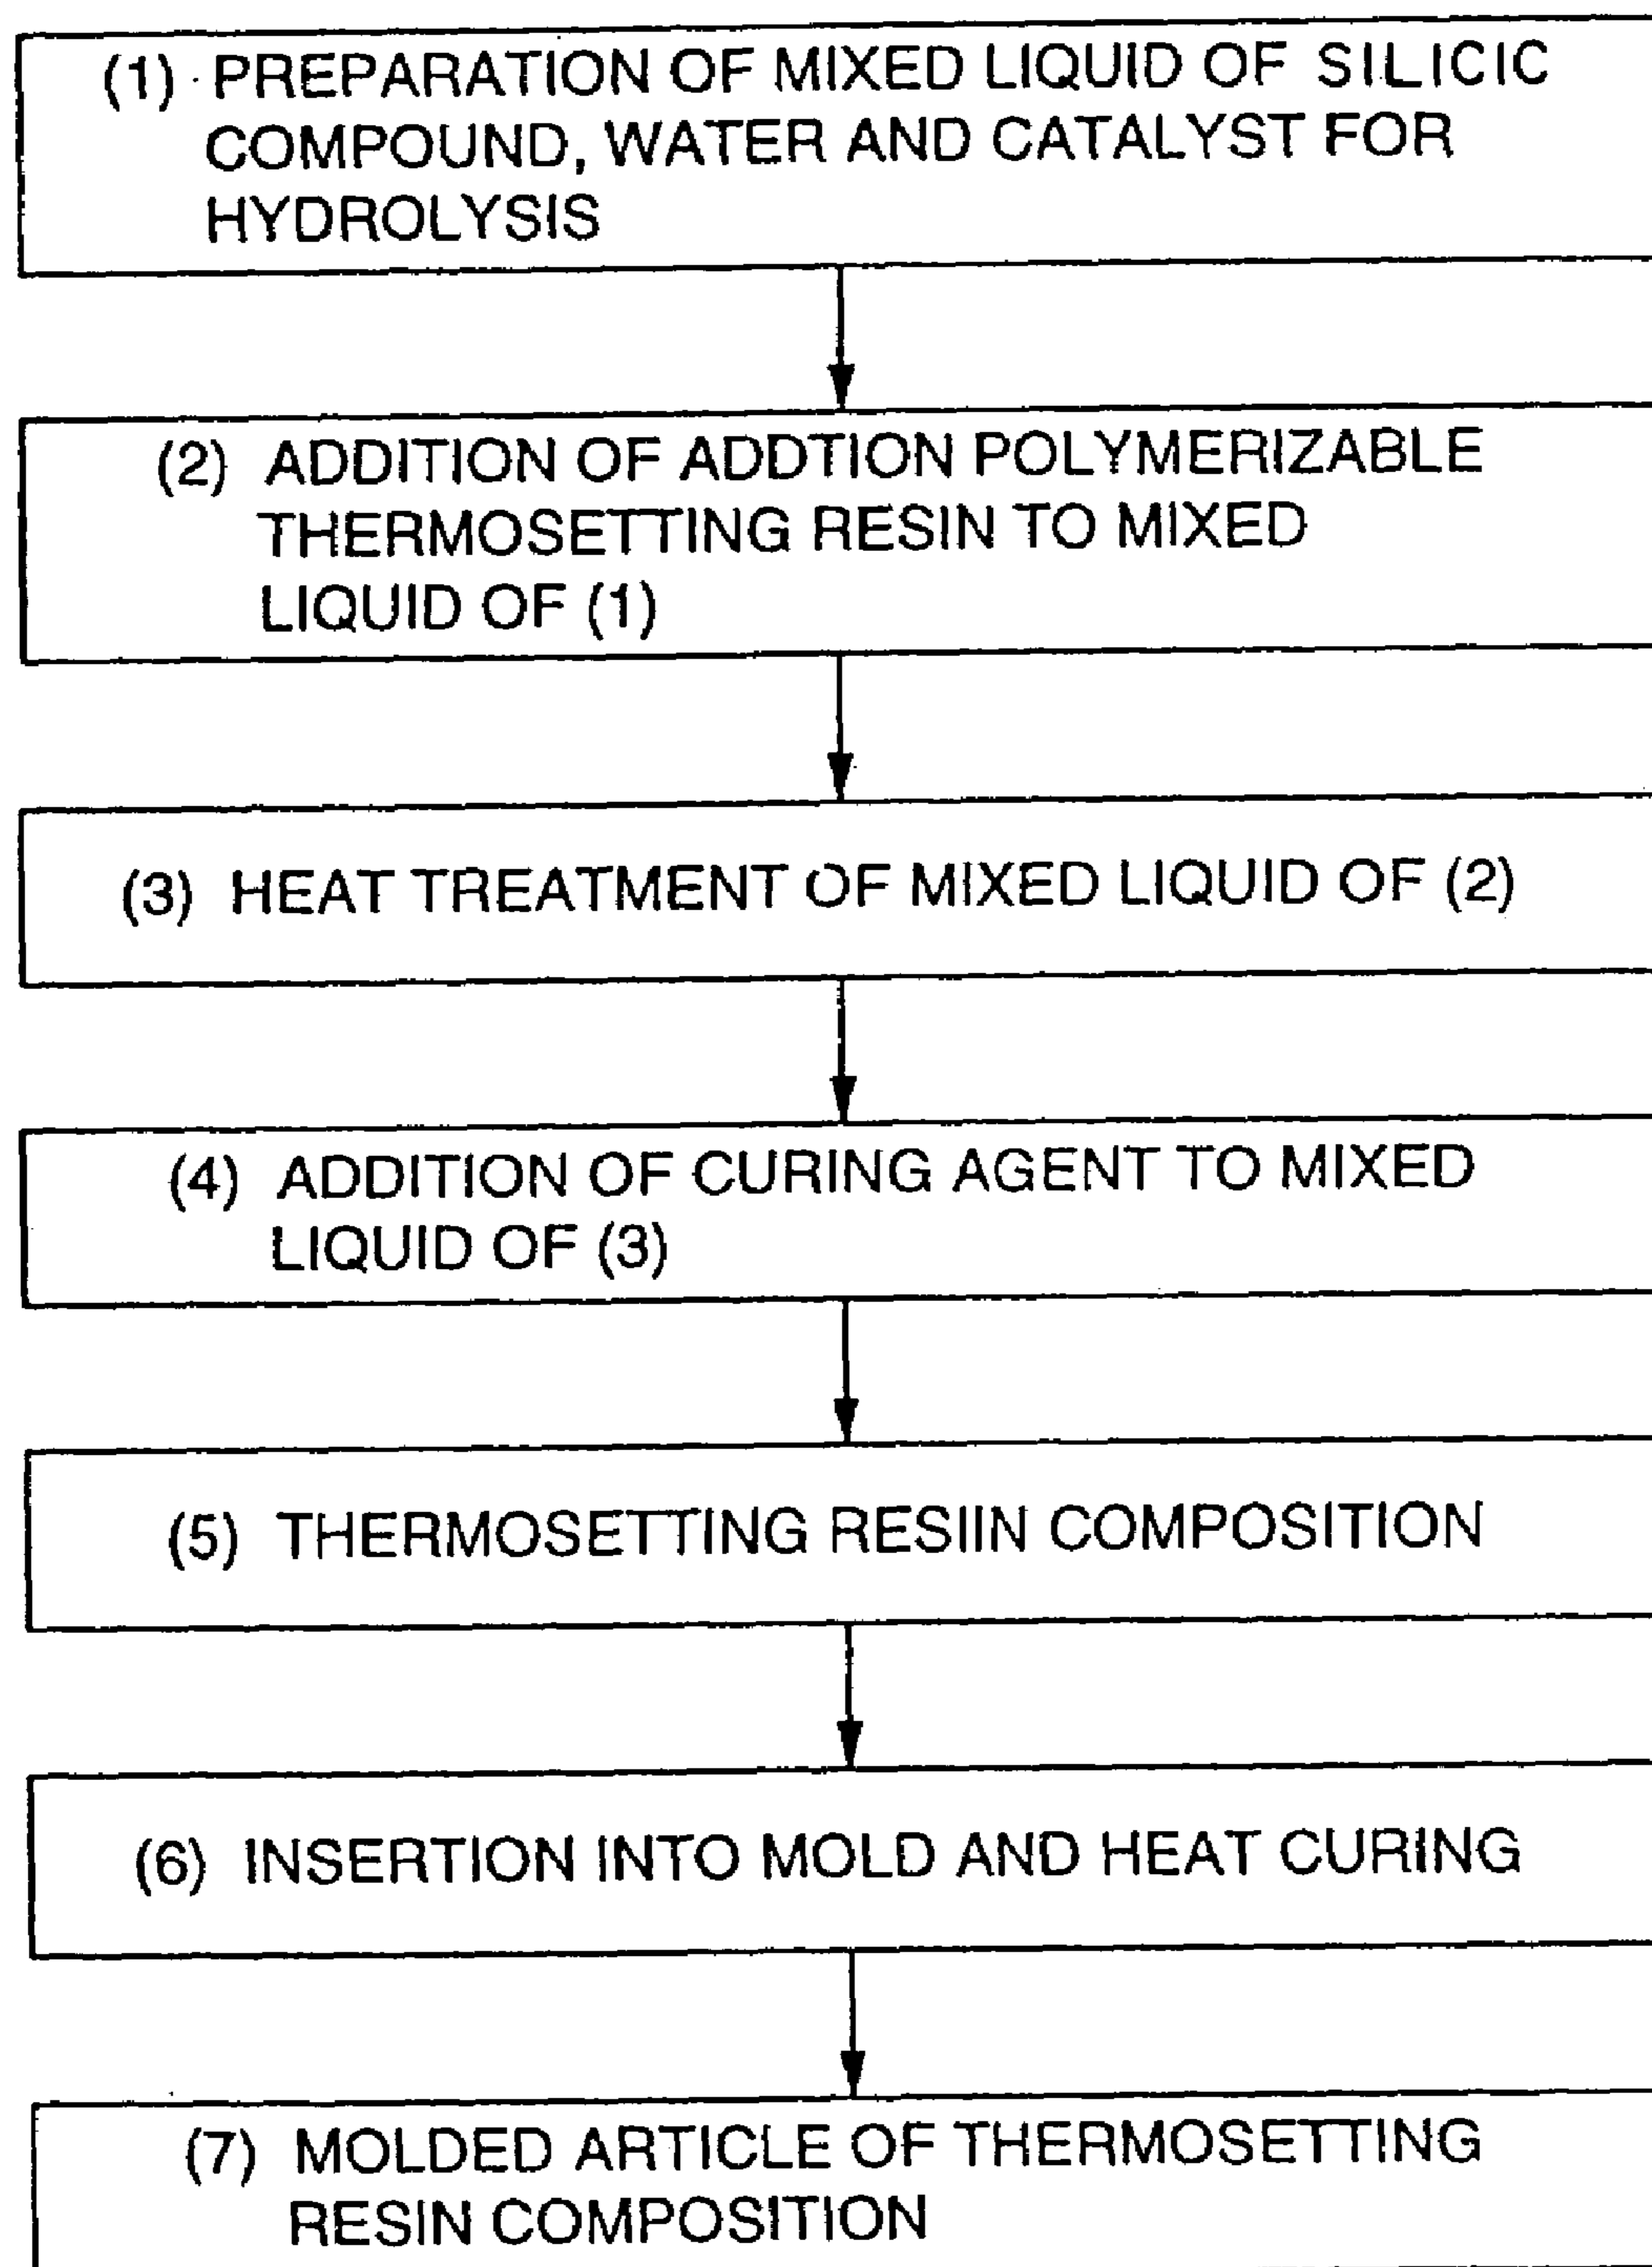 (1) PREPARATION OF MIXED LIQUID OF SILICIC
COMPOUND, WATER AND CATALYST FOR
HYDROLYSIS
(2) ADDITION OF ADDTION POLYMERIZABLE
THERMOSETTING RESIN TO MIXED
LIQUID OF (1)
(3) HEAT TREATMENT OF MIXED LIQUID OF (2)
(4) ADDITION OF CURING AGENT TO MIXED
LIQUID OF (3)
(5) THERMOSETTING RESIIN COMPOSITION
(6) INSERTION INTO MOLD AND HEAT CURING
(7) MOLDED ARTICLE OF THERMOSETTING
RESIN COMPOSITION